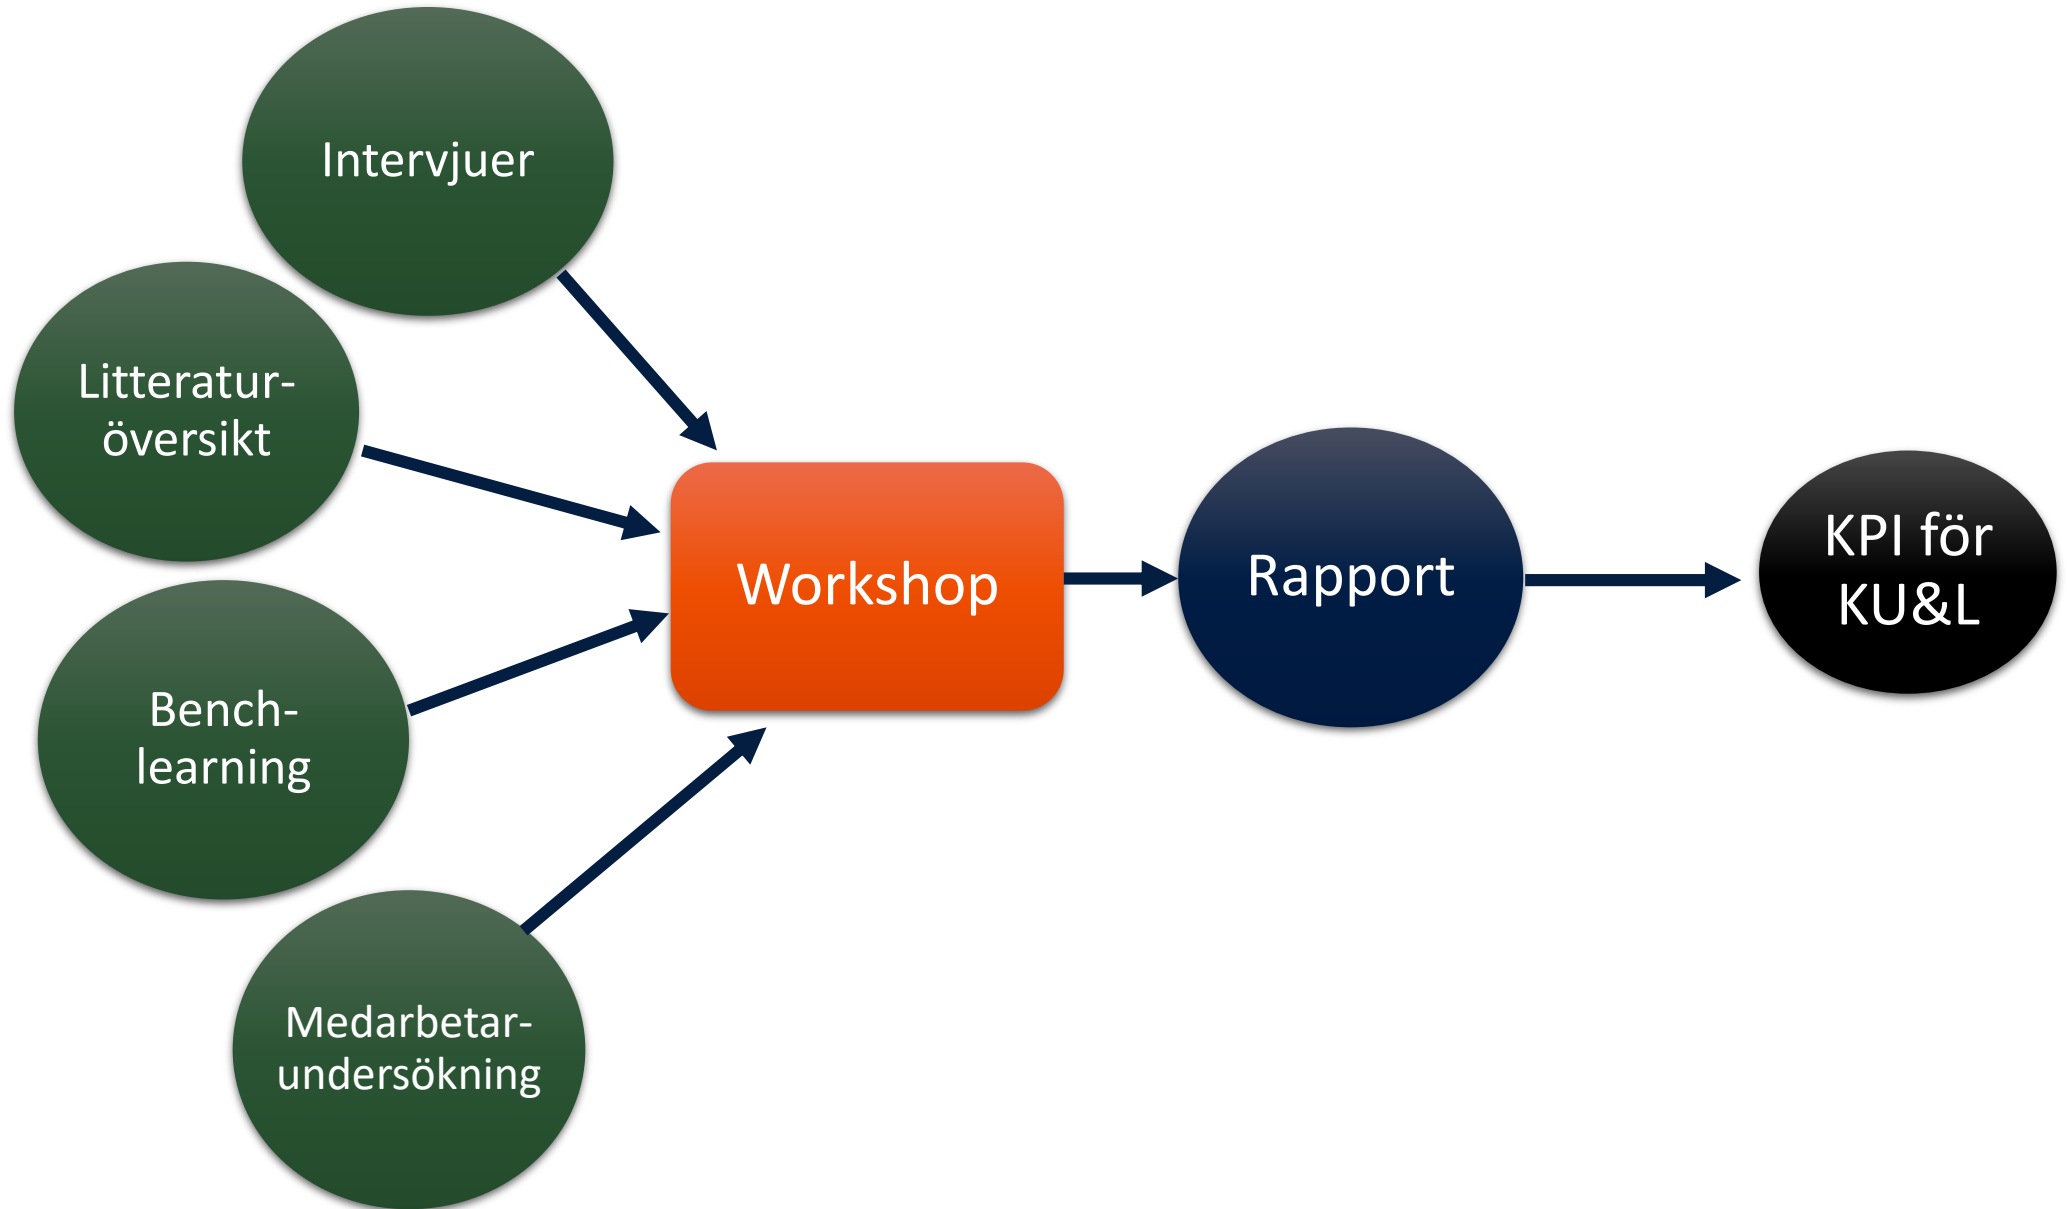 Intervjuer
Litteratur-
översikt
Bench-
learning
Medarbetar-
undersökning
Workshop
Rapport
KPI för
KU&L